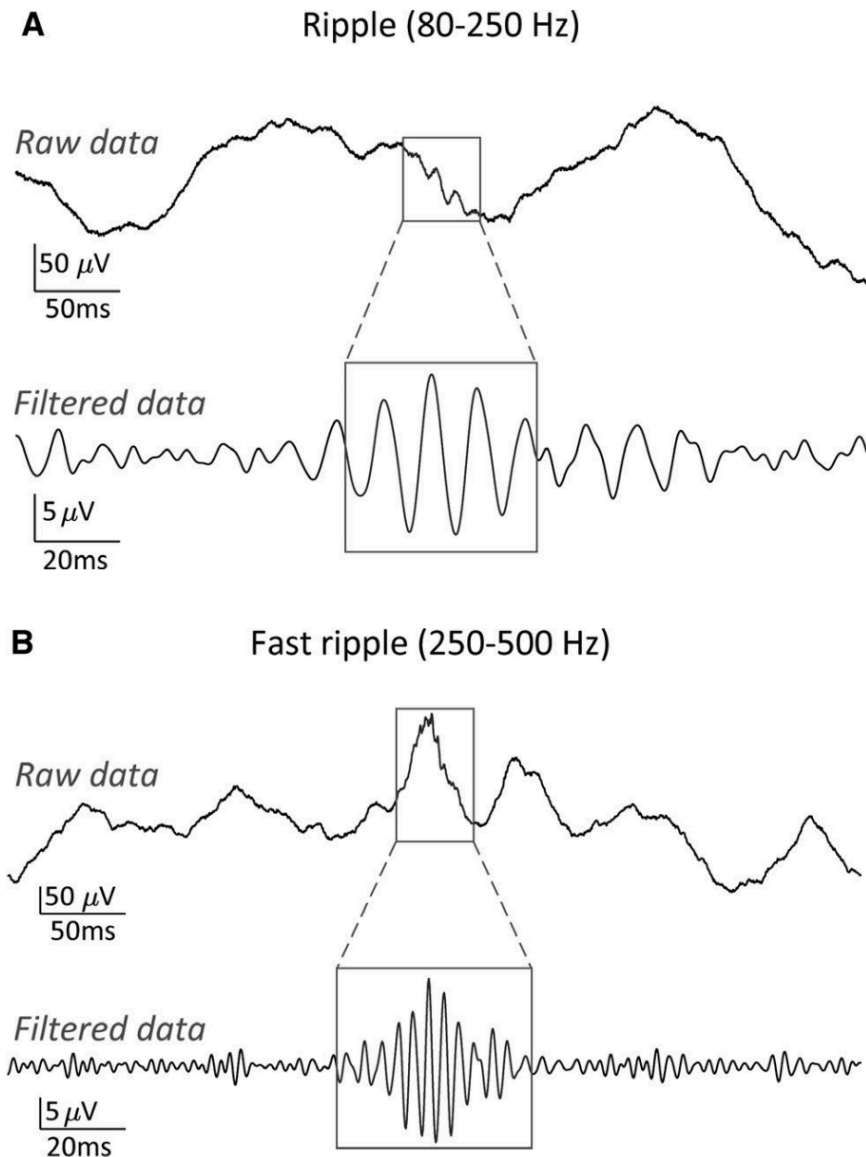 A
Ripple (80-250 Hz)
Raw data
50 μV
50ms
Filtered data
5 μV
20ms
B
Fast ripple (250-500 Hz)
Raw data
50 μV
50ms
Filtered data
5 μV
20ms